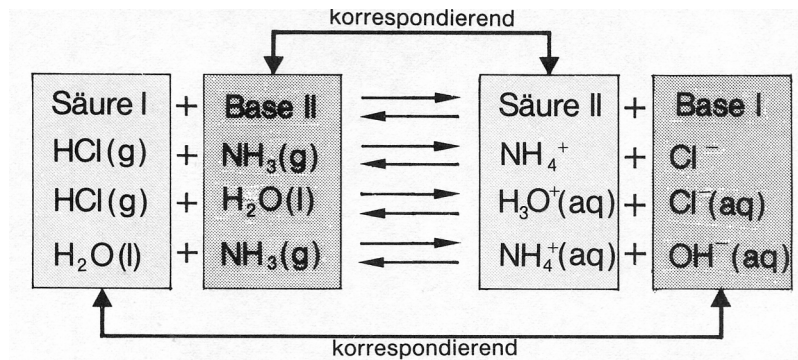 korrespondierend
Säure I + Base II ⇌ Säure II + Base I
HCl(g) + NH₃(g) ⇌ NH₄⁺ + Cl⁻
HCl(g) + H₂O(l) ⇌ H₃O⁺(aq) + Cl⁻(aq)
H₂O(l) + NH₃(g) ⇌ NH₄⁺(aq) + OH⁻(aq)
korrespondierend